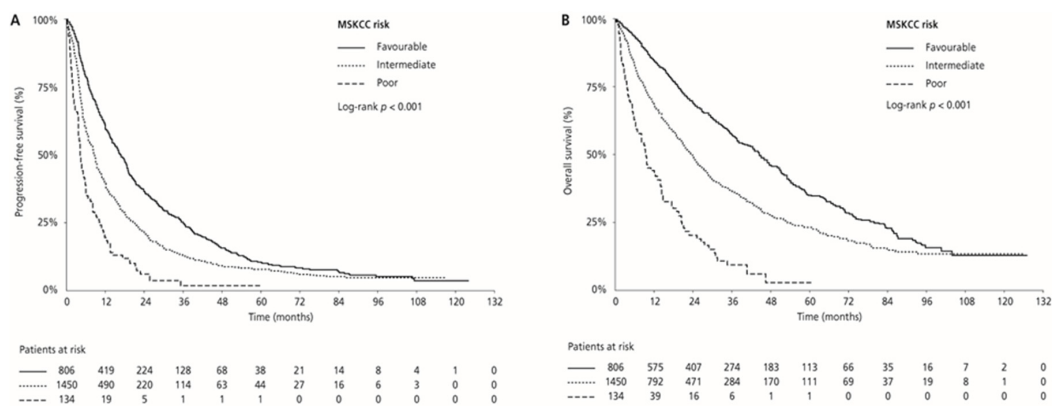 A
100%
75%
50%
25%
0%
Progression-free survival (%)
MSKCC risk
Favourable
Intermediate
Poor
Log-rank p < 0.001
0 12 24 36 48 60 72 84 96 108 120 132
Time (months)
Patients at risk
806 419 224 128 68 38 21 14 8 4 1 0
1450 490 220 114 63 44 27 16 6 3 0 0
134 19 5 1 1 1 0 0 0 0 0 0
B
100%
75%
50%
25%
0%
Overall survival (%)
MSKCC risk
Favourable
Intermediate
Poor
Log-rank p < 0.001
0 12 24 36 48 60 72 84 96 108 120 132
Time (months)
Patients at risk
806 575 407 274 183 113 66 35 16 7 2 0
1450 792 471 284 170 111 69 37 19 8 1 0
134 39 16 6 1 1 0 0 0 0 0 0